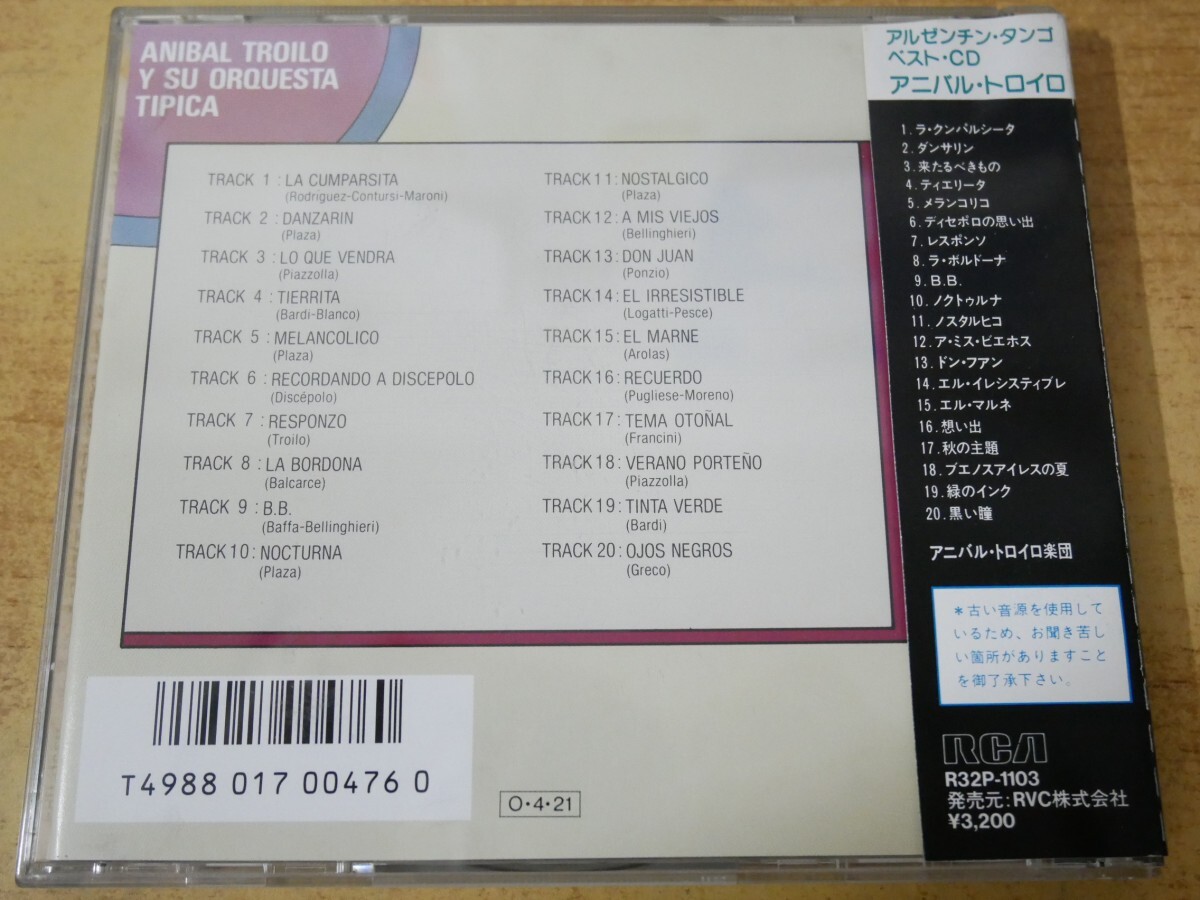 ANIBAL TROILO
Y SU ORQUESTA
TIPICA
TRACK 1 : LA CUMPARSITA
(Rodriguez-Contursi-Maroni)
TRACK 2 : DANZARIN
(Plaza)
TRACK 3 : LO QUE VENDRA
(Piazzolla)
TRACK 4 : TIERRITA
(Bardi-Blanco)
TRACK 5 : MELANCOLICO
(Plaza)
TRACK 6 : RECORDANDO A DISCEPOLO
(Discépolo)
TRACK 7 : RESPONZO
(Troilo)
TRACK 8 : LA BORDONA
(Balcarce)
TRACK 9 : B.B.
(Baffa-Bellinghieri)
TRACK 10 : NOCTURNA
(Plaza)
TRACK 11 : NOSTALGICO
(Plaza)
TRACK 12 : A MIS VIEJOS
(Bellinghieri)
TRACK 13 : DON JUAN
(Ponzio)
TRACK 14 : EL IRRESISTIBLE
(Logatti-Pesce)
TRACK 15 : EL MARNE
(Arolas)
TRACK 16 : RECUERDO
(Pugliese-Moreno)
TRACK 17 : TEMA OTOÑAL
(Francini)
TRACK 18 : VERANO PORTEÑO
(Piazzolla)
TRACK 19 : TINTA VERDE
(Bardi)
TRACK 20 : OJOS NEGROS
(Greco)
T4988 017 00476 0
O・4・21
アルゼンチン・タンゴ
ベスト・CD
アニバル・トロイロ
1. ラ・クンパルシータ
2. ダンサリン
3. 来たるべきもの
4. ティエリータ
5. メランコリコ
6. ディセポロの思い出
7. レスポンソ
8. ラ・ボルドーナ
9. B.B.
10. ノクトゥルナ
11. ノスタルヒコ
12. ア・ミス・ビエホス
13. ドン・フアン
14. エル・イレシスティブレ
15. エル・マルネ
16. 想い出
17. 秋の主題
18. ブエノスアイレスの夏
19. 緑のインク
20. 黒い瞳
アニバル・トロイロ楽団
＊古い音源を使用して
いるため、お聞き苦し
い箇所がありますこと
を御了承下さい。
RCA
R32P-1103
発売元：RVC株式会社
¥3,200